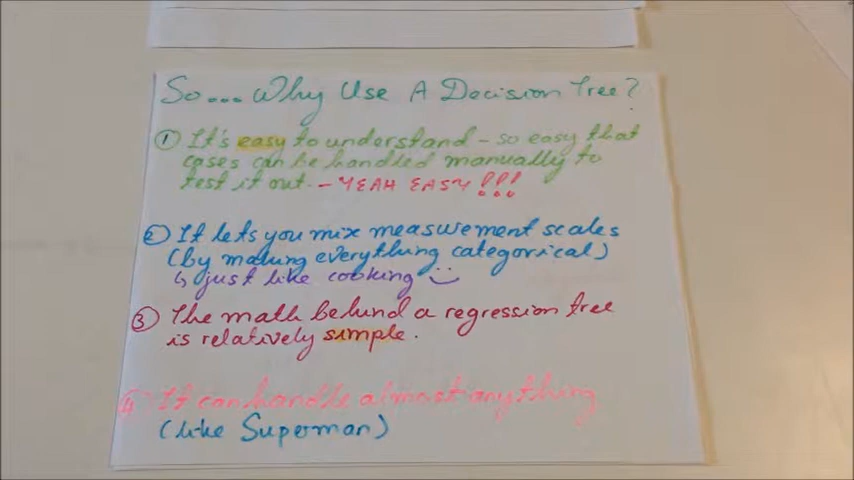 So... Why Use A Decision Tree?
① It's easy to understand - so easy that
cases can be handled manually to
test it out. - YEAH EASY!!!
② It lets you mix measurement scales
(by making everything categorical)
↳ just like cooking :)
③ The math behind a regression tree
is relatively simple.
④ It can handle almost anything
(like Superman)